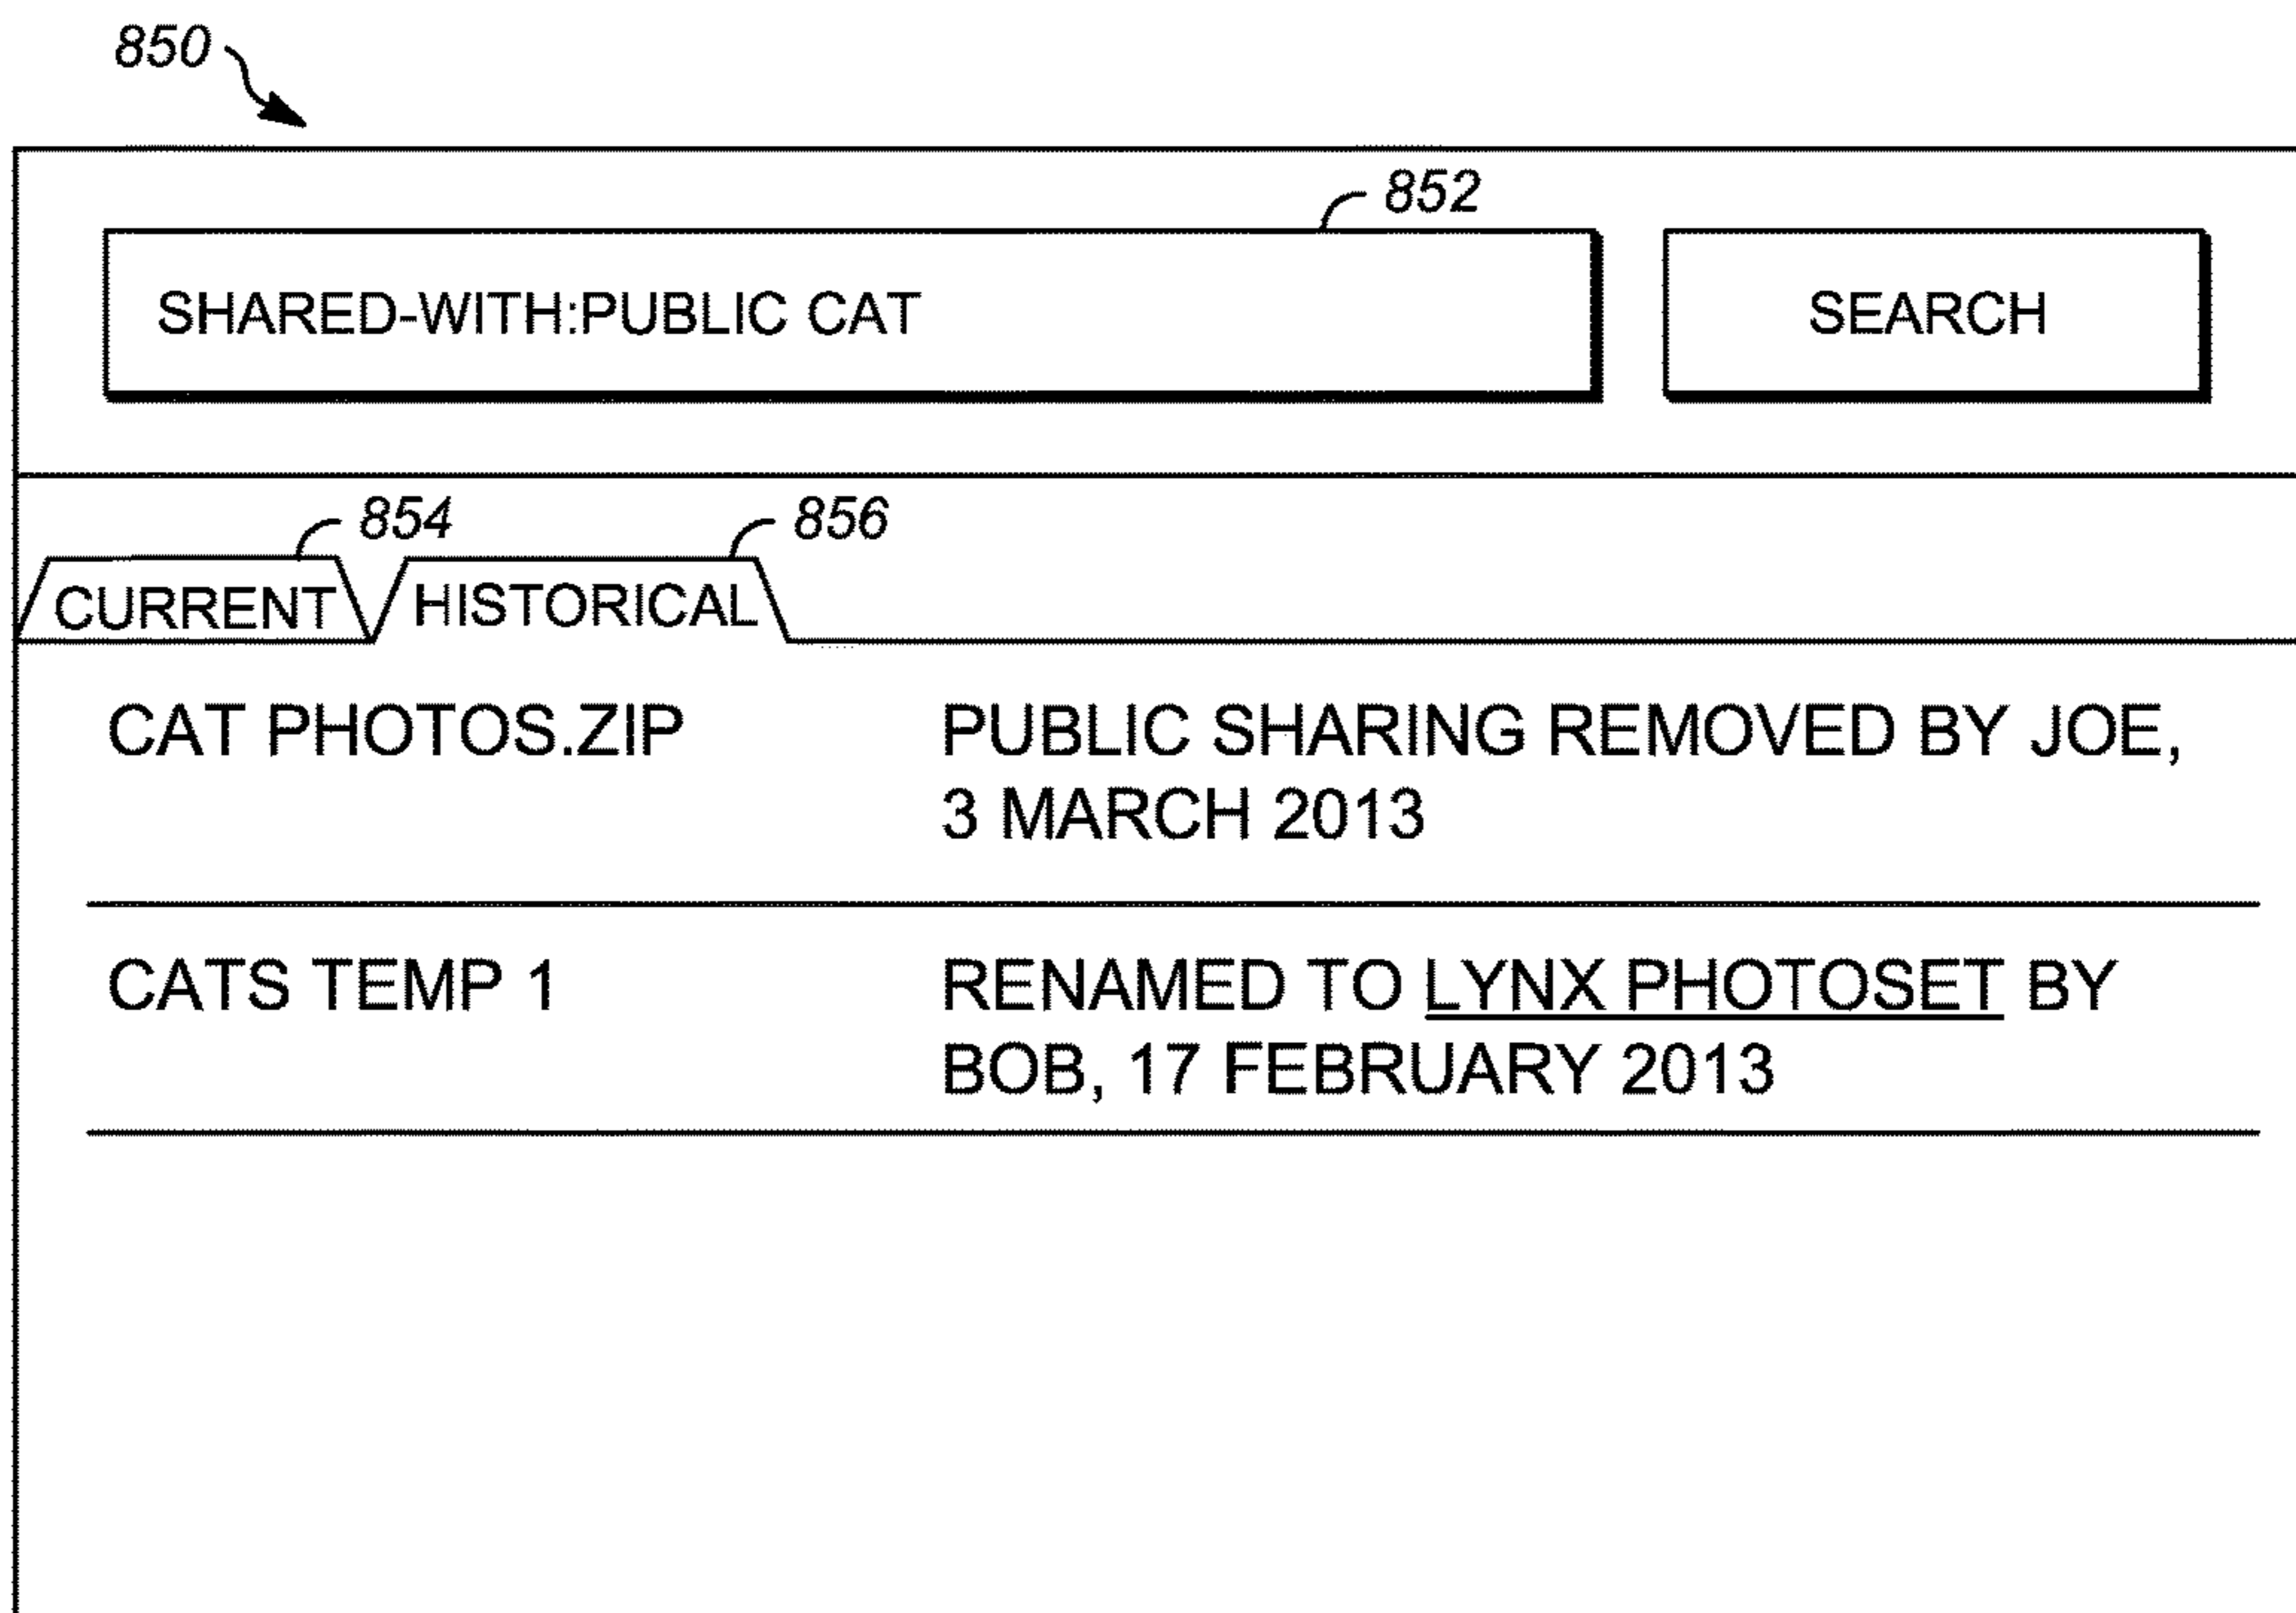 850
852
SHARED-WITH:PUBLIC CAT
SEARCH
854
856
CURRENT
HISTORICAL
CAT PHOTOS.ZIP
PUBLIC SHARING REMOVED BY JOE,
3 MARCH 2013
CATS TEMP 1
RENAMED TO LYNX PHOTOSET BY
BOB, 17 FEBRUARY 2013